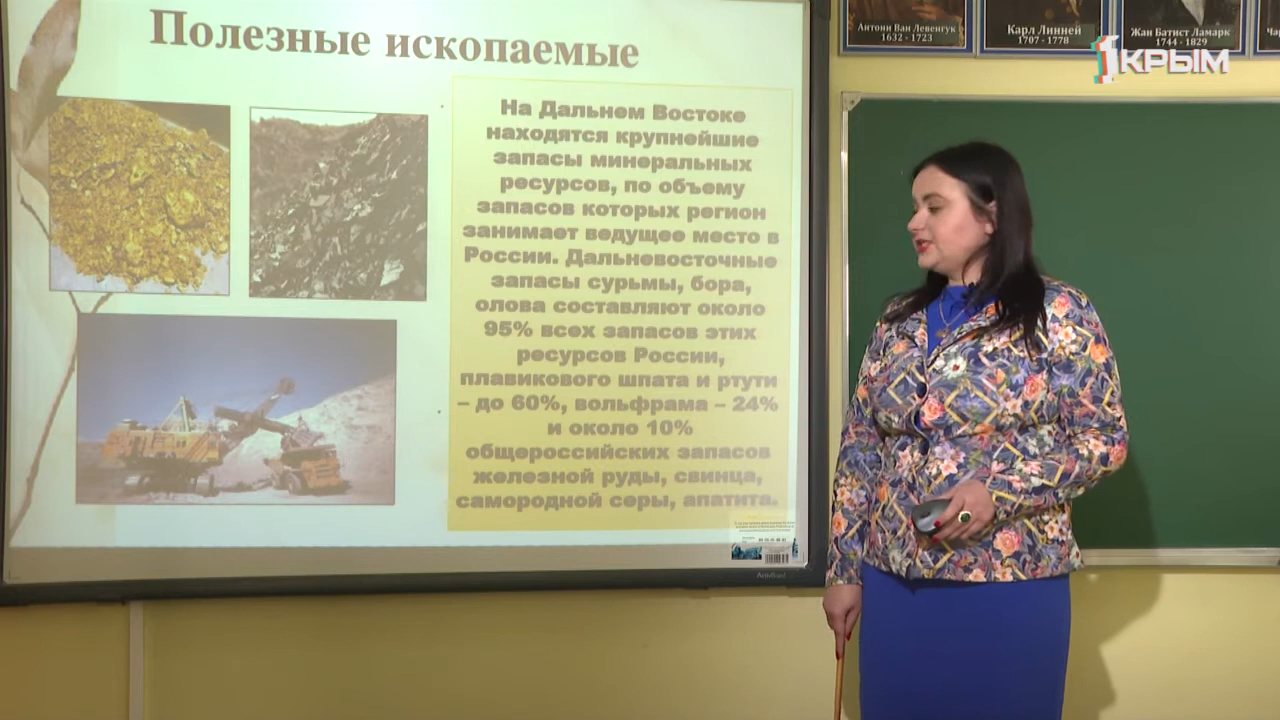 Полезные ископаемые
На Дальнем Востоке
находятся крупнейшие
запасы минеральных
ресурсов, по объему
запасов которых регион
занимает ведущее место в
России. Дальневосточные
запасы сурьмы, бора,
олова составляют около
95% всех запасов этих
ресурсов России,
плавикового шпата и ртути
– до 60%, вольфрама – 24%
и около 10%
общероссийских запасов
железной руды, свинца,
самородной серы, апатита.
Антони Ван Левенгук
1632 - 1723
Карл Линней
1707 - 1778
Жан Батист Ламарк
1744 - 1829
1 КРЫМ